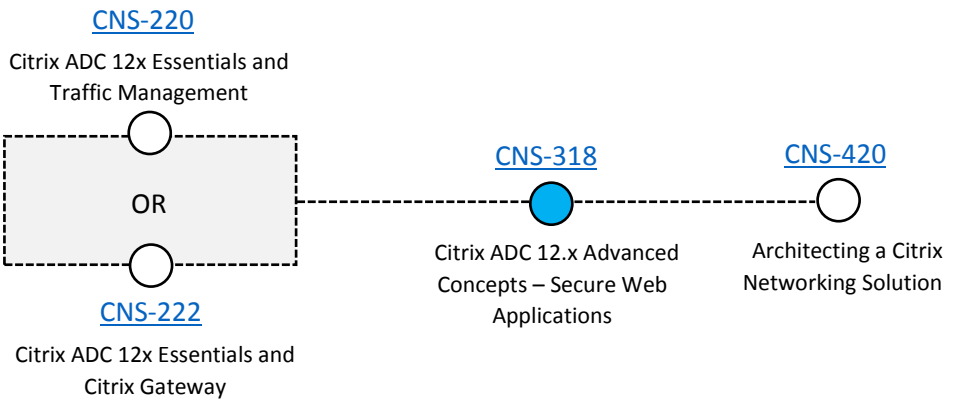 CNS-220
Citrix ADC 12x Essentials and
Traffic Management
OR
CNS-222
Citrix ADC 12x Essentials and
Citrix Gateway
CNS-318
Citrix ADC 12.x Advanced
Concepts – Secure Web
Applications
CNS-420
Architecting a Citrix
Networking Solution